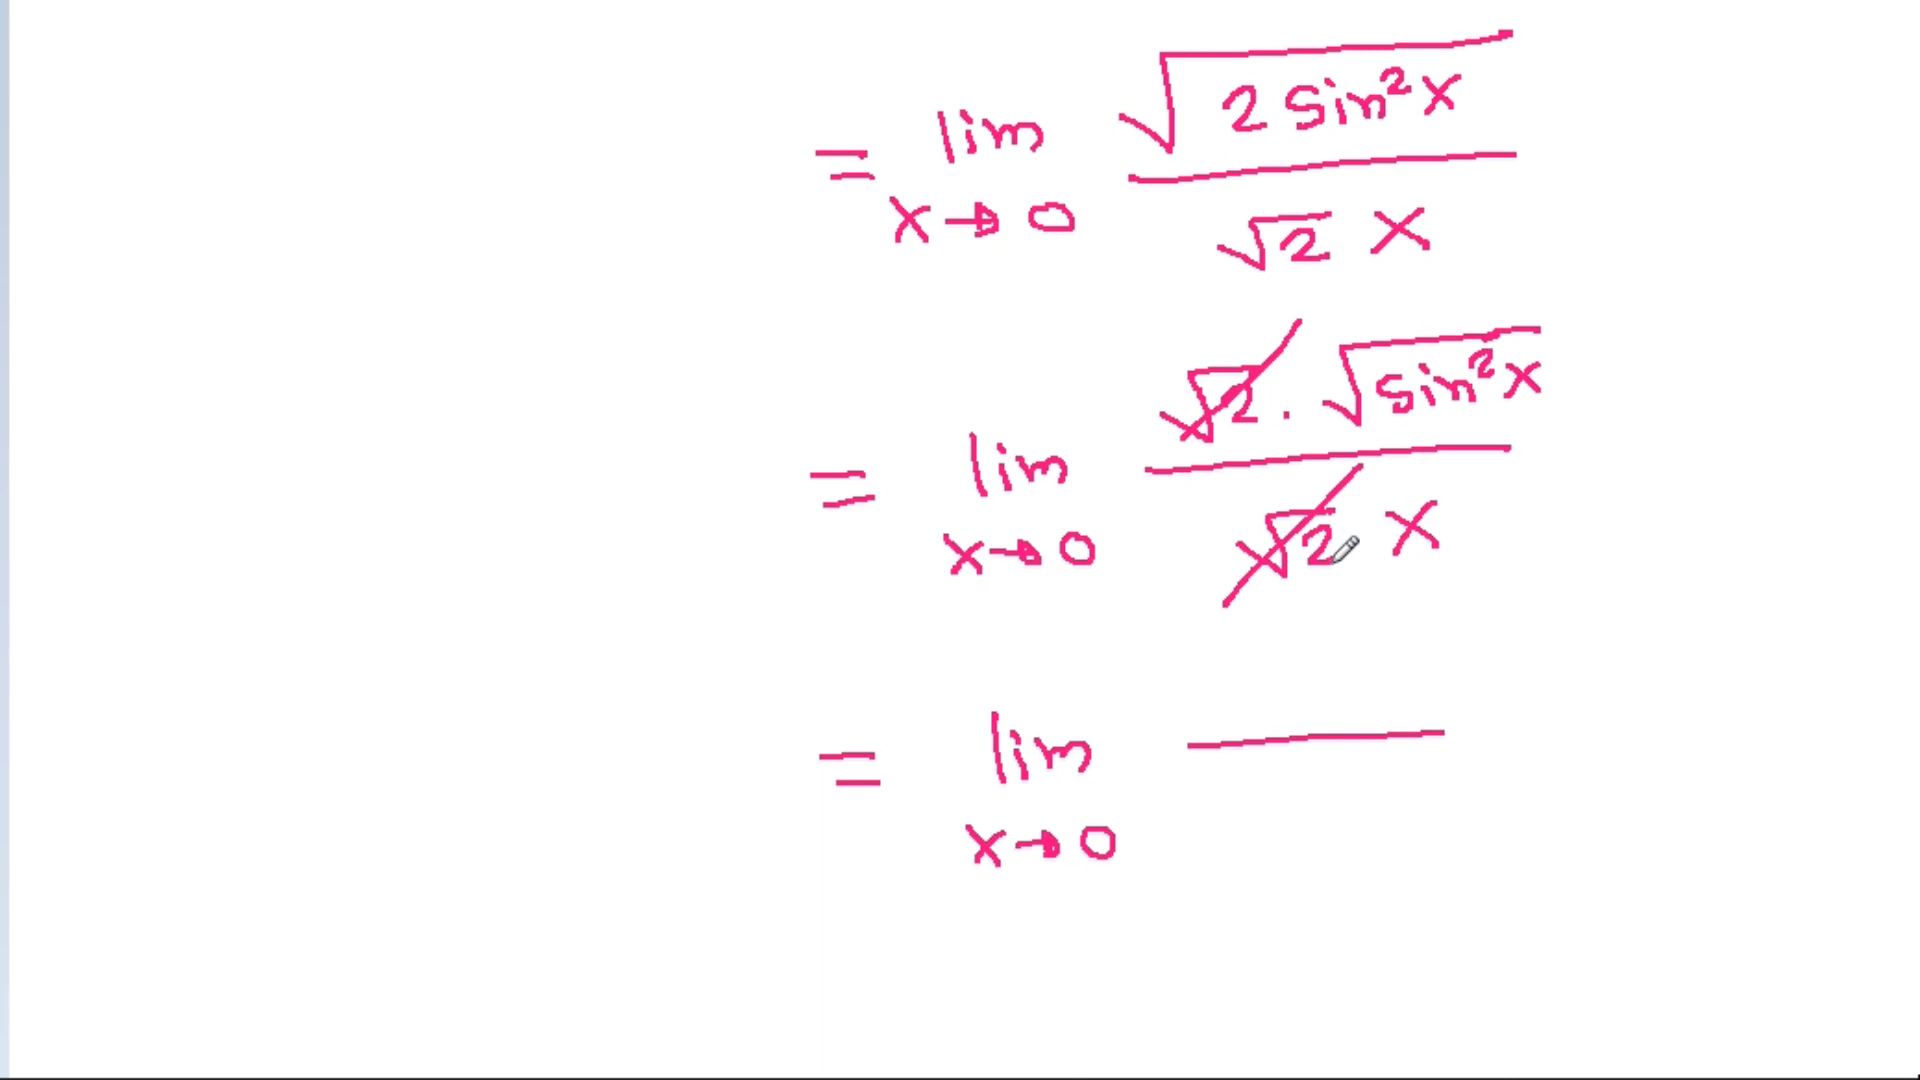 = lim x→0 √(2 sin²x) / √2 x
= lim x→0 √2 . √(sin²x) / √2 x
= lim x→0